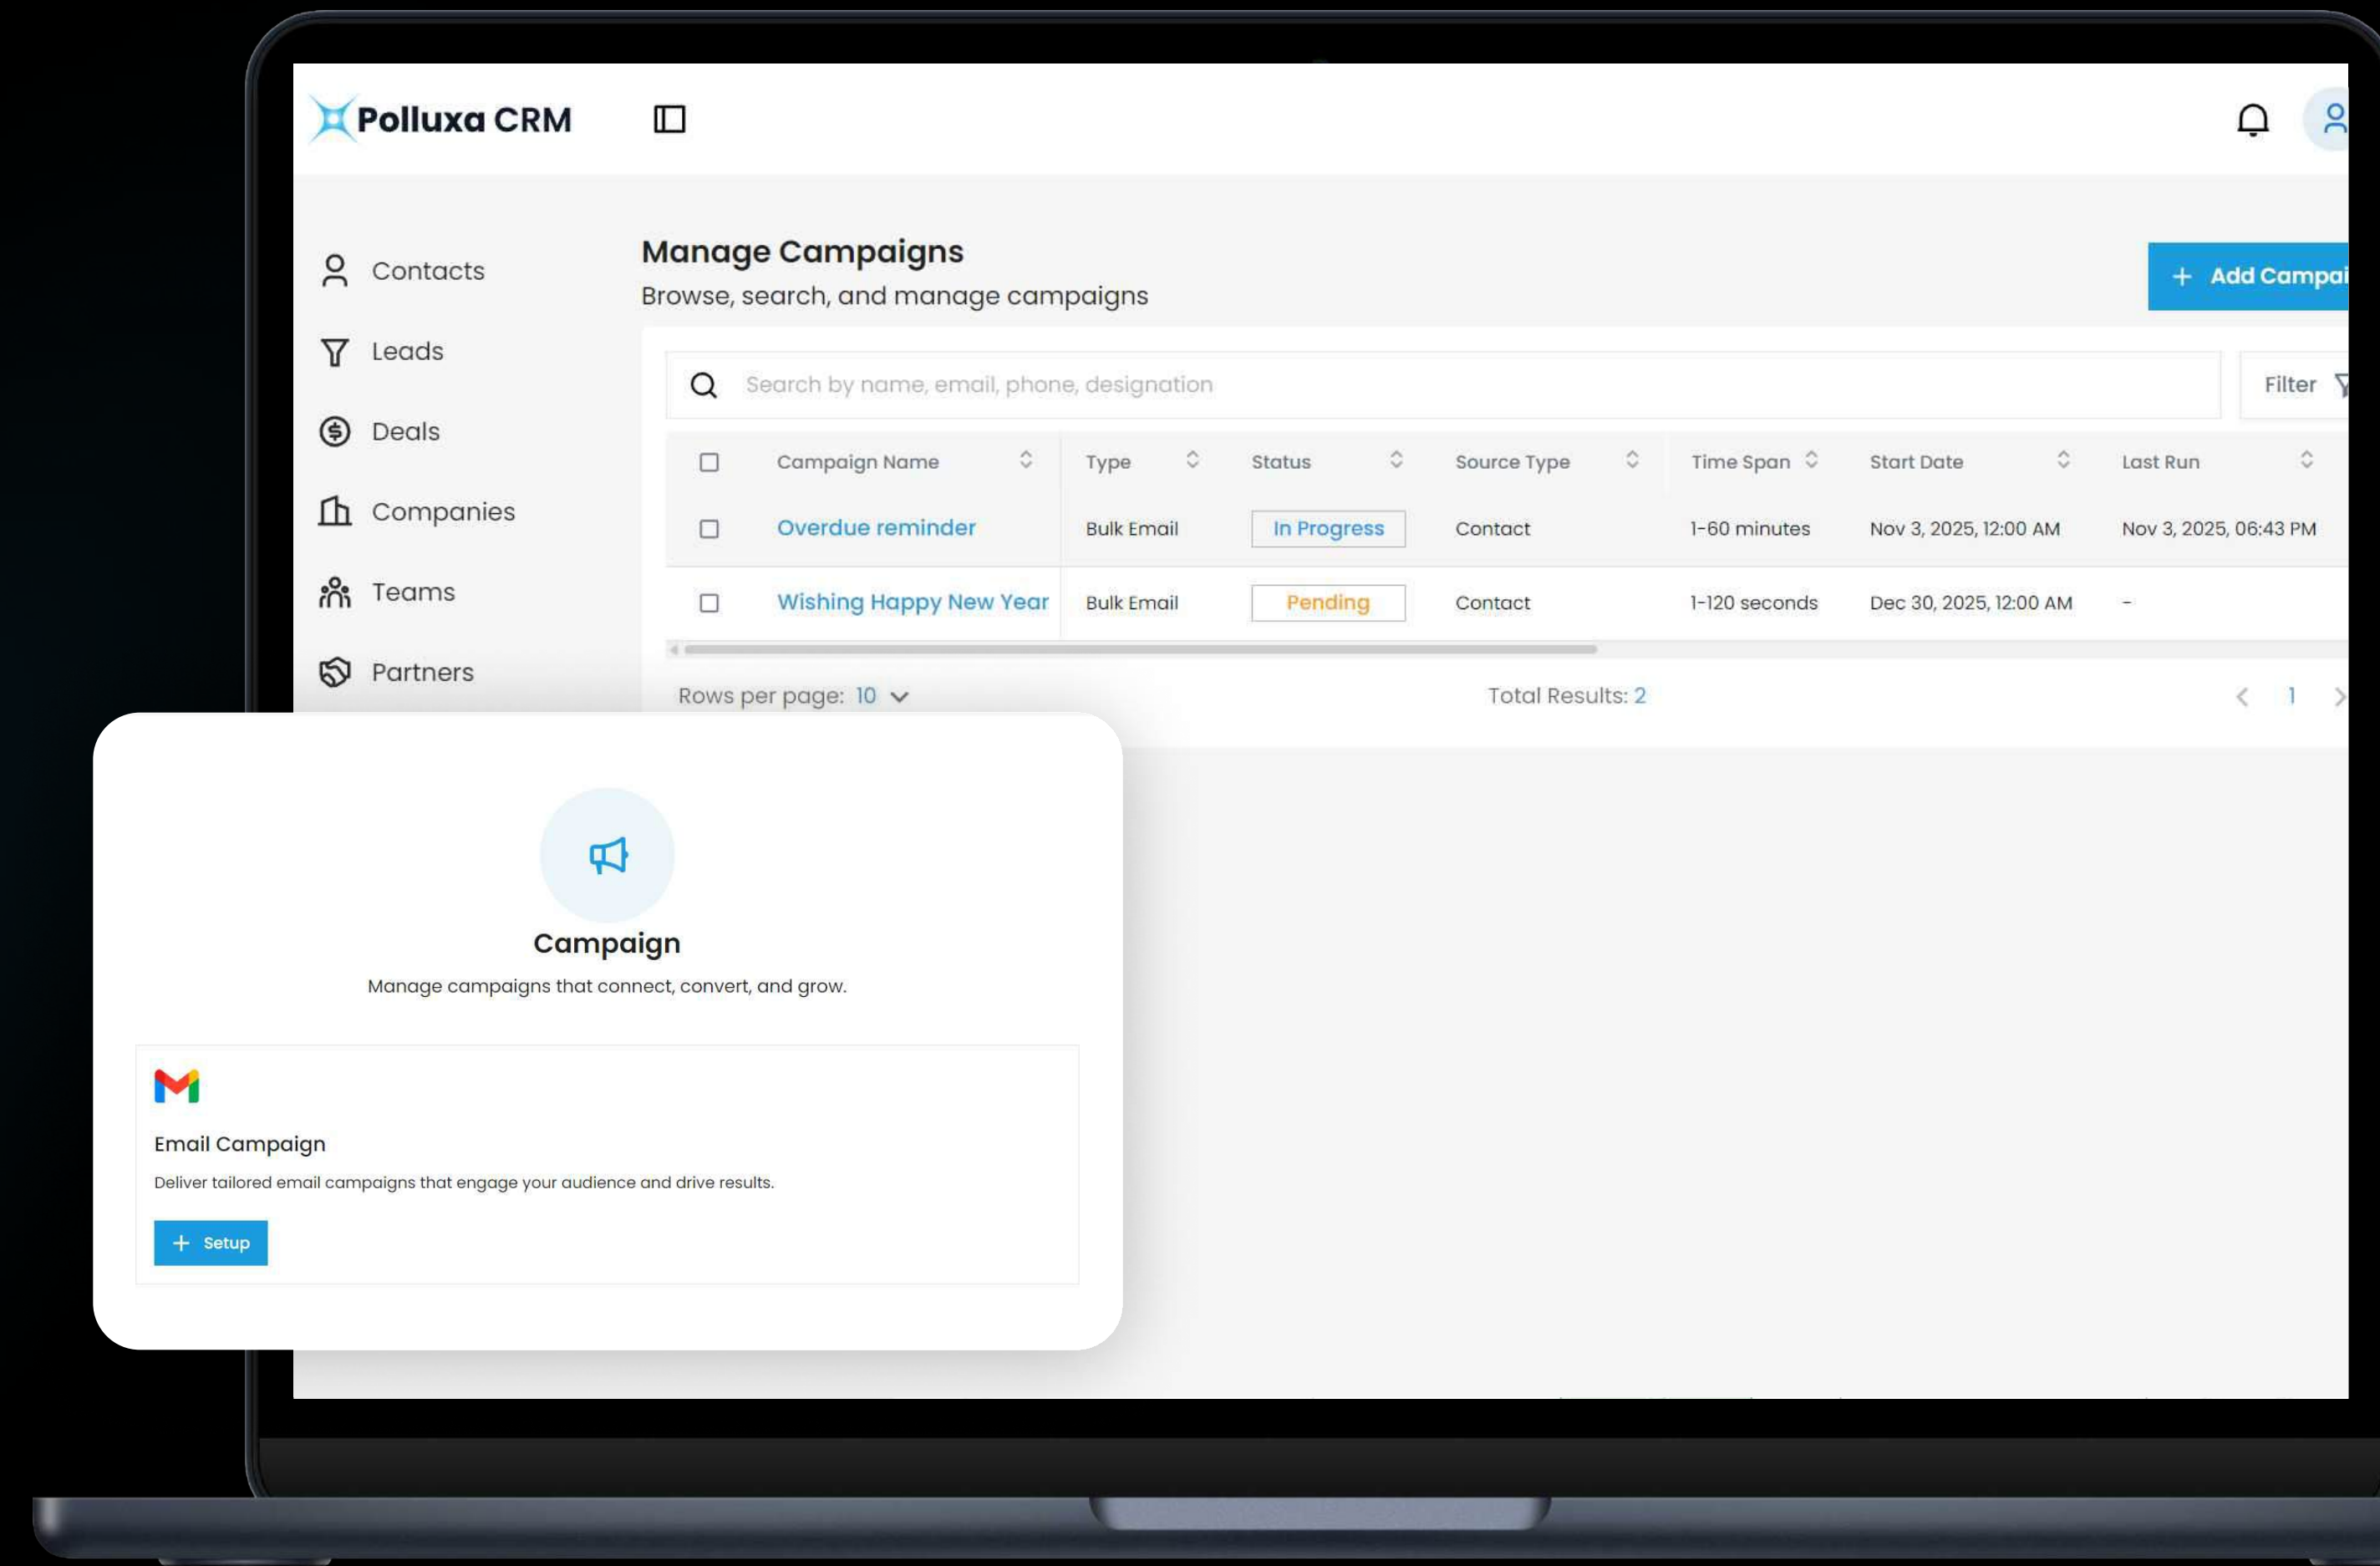 Polluxa CRM
Contacts
Leads
Deals
Companies
Teams
Partners
Manage Campaigns
Browse, search, and manage campaigns
+ Add Campai
Search by name, email, phone, designation
Filter
Campaign Name Type Status Source Type Time Span Start Date Last Run
Overdue reminder Bulk Email In Progress Contact 1-60 minutes Nov 3, 2025, 12:00 AM Nov 3, 2025, 06:43 PM
Wishing Happy New Year Bulk Email Pending Contact 1-120 seconds Dec 30, 2025, 12:00 AM -
Rows per page: 10 Total Results: 2 < 1 >
Campaign
Manage campaigns that connect, convert, and grow.
Email Campaign
Deliver tailored email campaigns that engage your audience and drive results.
+ Setup